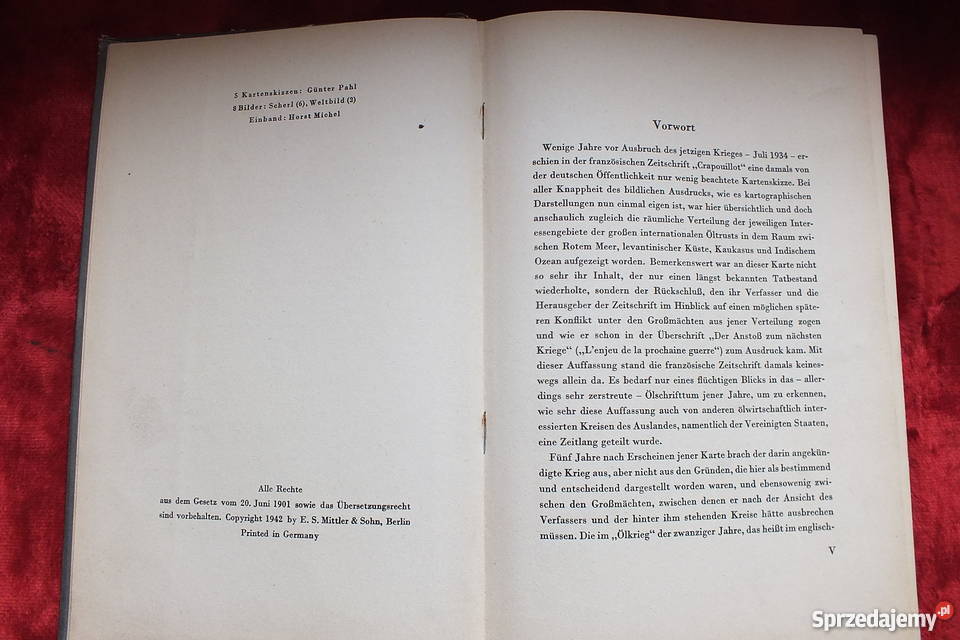 5 Kartenskizzen: Günter Pahl
8 Bilder: Scherl (6), Weltbild (2)
Einband: Horst Michel
Alle Rechte
aus dem Gesetz vom 20. Juni 1901 sowie das Übersetzungsrecht
sind vorbehalten. Copyright 1942 by E. S. Mittler & Sohn, Berlin
Printed in Germany
Vorwort
Wenige Jahre vor Ausbruch des jetzigen Krieges – Juli 1934 – er-
schien in der französischen Zeitschrift „Crapouillot“ eine damals von
der deutschen Öffentlichkeit nur wenig beachtete Kartenskizze. Bei
aller Knappheit des bildlichen Ausdrucks, wie es kartographischen
Darstellungen nun einmal eigen ist, war hier übersichtlich und doch
anschaulich zugleich die räumliche Verteilung der jeweiligen Inter-
essengebiete der großen internationalen Öltrusts in dem Raum zwi-
schen Rotem Meer, levantinischer Küste, Kaukasus und Indischem
Ozean aufgezeigt worden. Bemerkenswert war an dieser Karte nicht
so sehr ihr Inhalt, der nur einen längst bekannten Tatbestand
wiederholte, sondern der Rückschluß, den ihr Verfasser und die
Herausgeber der Zeitschrift im Hinblick auf einen möglichen späte-
ren Konflikt unter den Großmächten aus jener Verteilung zogen
und wie er schon in der Überschrift „Der Anstoß zum nächsten
Kriege“ („L'enjeu de la prochaine guerre“) zum Ausdruck kam. Mit
dieser Auffassung stand die französische Zeitschrift damals keines-
wegs allein da. Es bedarf nur eines flüchtigen Blicks in das – aller-
dings sehr zerstreute – Ölschrifttum jener Jahre, um zu erkennen,
wie sehr diese Auffassung auch von anderen ölwirtschaftlich inter-
essierten Kreisen des Auslandes, namentlich der Vereinigten Staaten,
eine Zeitlang geteilt wurde.
Fünf Jahre nach Erscheinen jener Karte brach der darin angekün-
digte Krieg aus, aber nicht aus den Gründen, die hier als bestimmend
und entscheidend dargestellt worden waren, und ebensowenig zwi-
schen den Großmächten, zwischen denen er nach der Ansicht des
Verfassers und der hinter ihm stehenden Kreise hätte ausbrechen
müssen. Die im „Ölkrieg“ der zwanziger Jahre, das heißt im englisch-
V
Sprzedajemy.pl